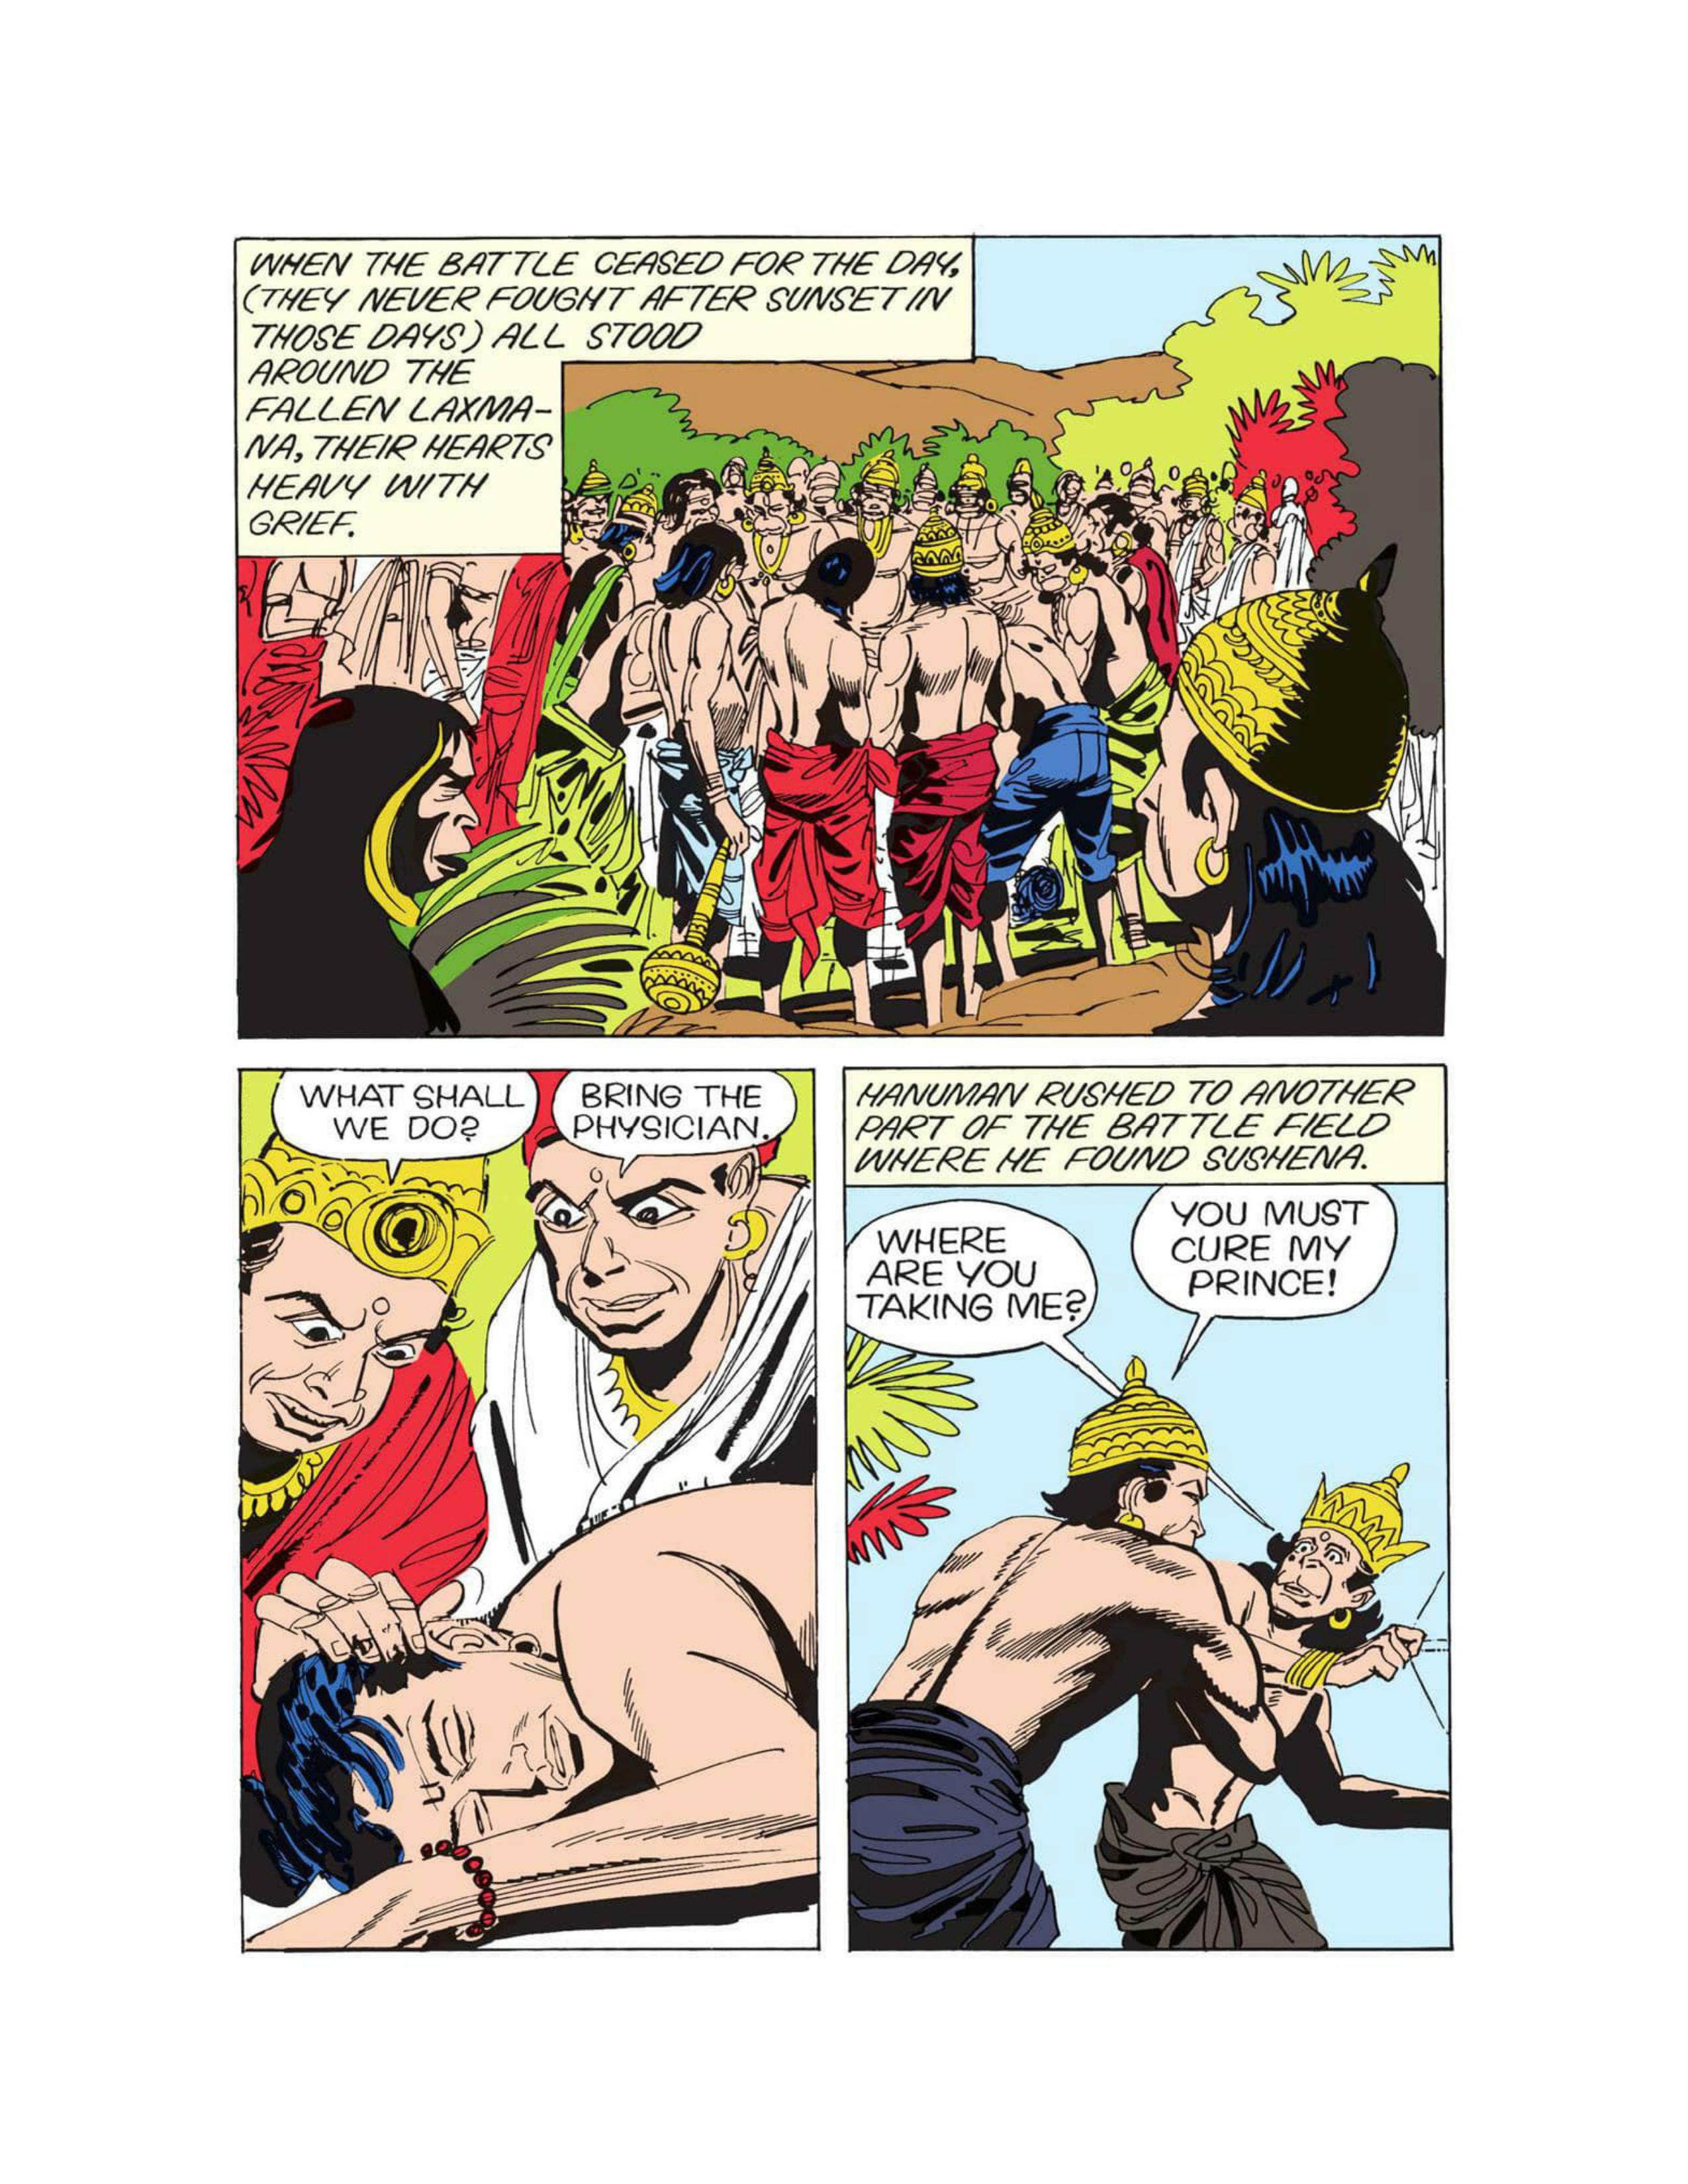 WHEN THE BATTLE CEASED FOR THE DAY,
(THEY NEVER FOUGHT AFTER SUNSET IN
THOSE DAYS) ALL STOOD
AROUND THE
FALLEN LAXMA-
NA, THEIR HEARTS
HEAVY WITH
GRIEF.
WHAT SHALL
WE DO?
BRING THE
PHYSICIAN.
HANUMAN RUSHED TO ANOTHER
PART OF THE BATTLE FIELD
WHERE HE FOUND SUSHENA.
WHERE
ARE YOU
TAKING ME?
YOU MUST
CURE MY
PRINCE!